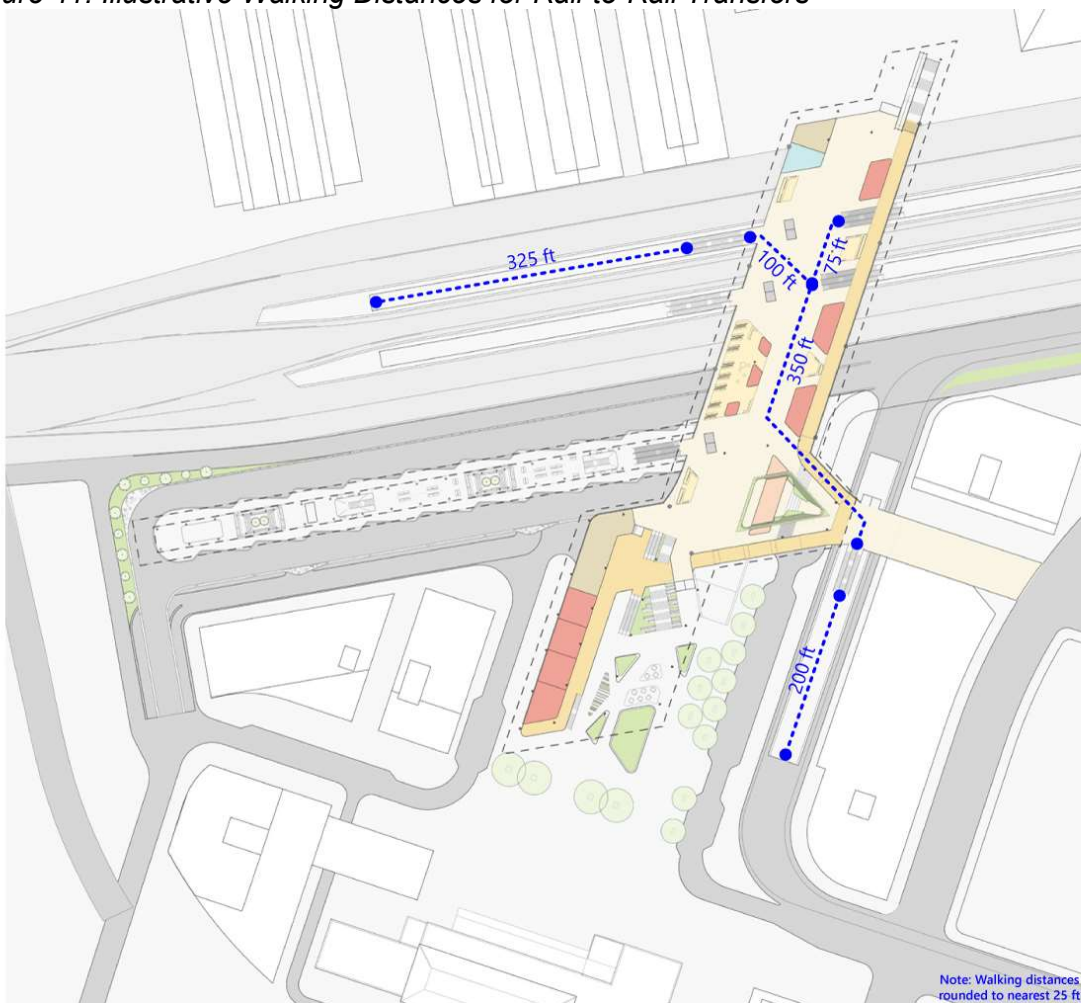 ure 41. Illustrative Walking Distances for Rail-to-Rail Transfers
325 ft
100 ft
75 ft
350 ft
200 ft
Note: Walking distances
rounded to nearest 25 ft